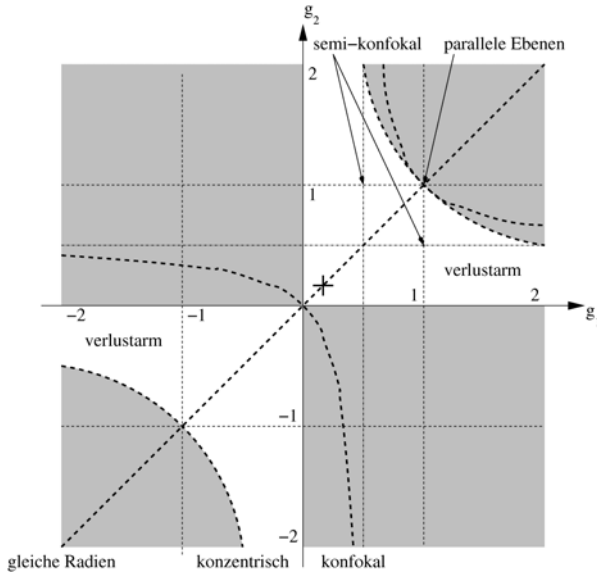 g2
semi−konfokal
parallele Ebenen
2
1
verlustarm
−2
−1
1
2
g
verlustarm
−1
−2
gleiche Radien
konzentrisch
konfokal